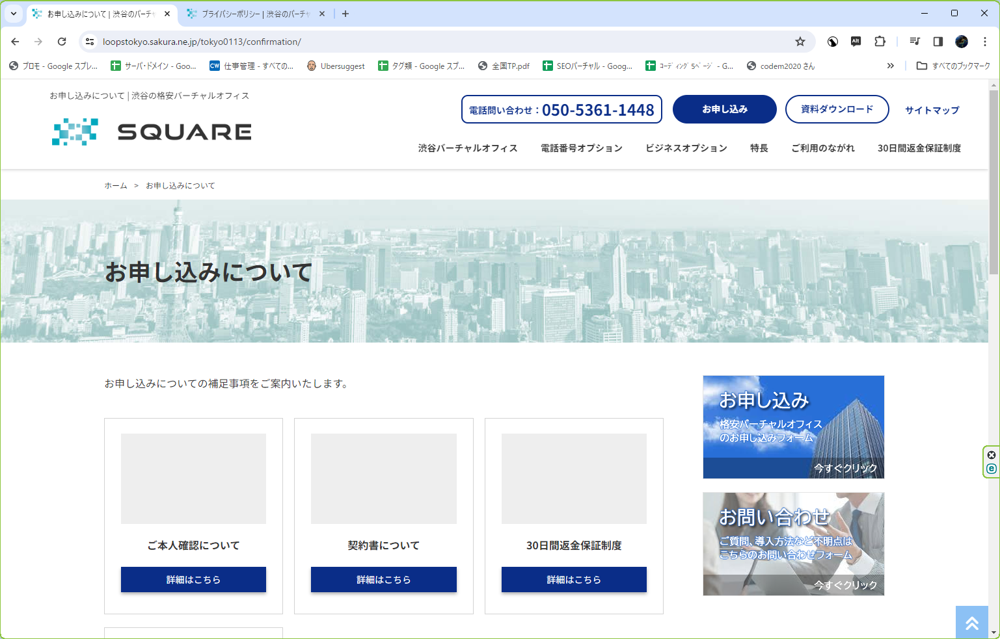 お申し込みについて | 渋谷のバーチャ
プライバシーポリシー | 渋谷のバーチャ
loopstokyo.sakura.ne.jp/tokyo0113/confirmation/
Alt
プロモ - Google スプレ...
サーバ・ドメイン - Goo...
CW
仕事管理 - すべての...
Ubersuggest
タグ類 - Google スプ...
全国TP.pdf
SEOバーチャル - Goog...
ｺｰﾃﾞｨﾝｸﾞ 5ﾍﾟｰｼﾞ - G...
codem2020 さん
すべてのブックマーク
お申し込みについて | 渋谷の格安バーチャルオフィス
SQUARE
電話問い合わせ：050-5361-1448
お申し込み
資料ダウンロード
サイトマップ
渋谷バーチャルオフィス
電話番号オプション
ビジネスオプション
特長
ご利用のながれ
30日間返金保証制度
ホーム > お申し込みについて
お申し込みについて
お申し込みについての補足事項をご案内いたします。
ご本人確認について
詳細はこちら
契約書について
詳細はこちら
30日間返金保証制度
詳細はこちら
お申し込み
格安バーチャルオフィス
のお申し込みフォーム
今すぐクリック
お問い合わせ
ご質問、導入方法など不明点は
こちらのお問い合わせフォーム
今すぐクリック